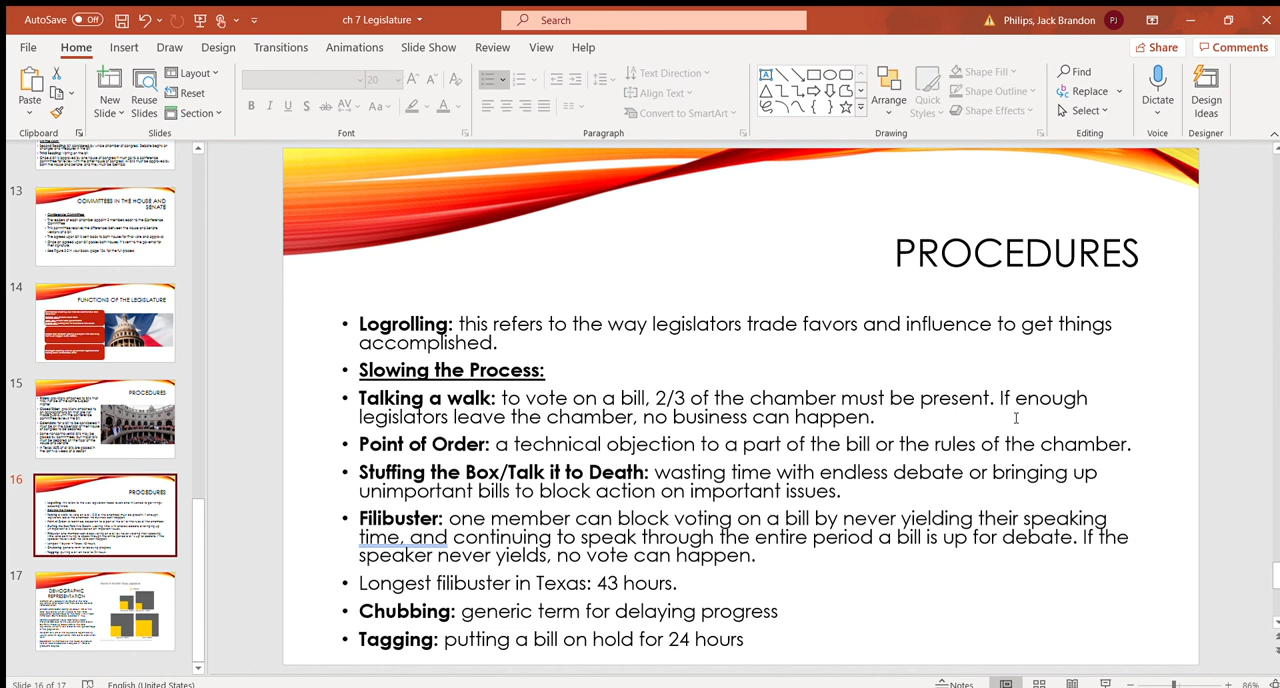 AutoSave Off ch 7 Legislature Search Philips, Jack Brandon PJ
File Home Insert Draw Design Transitions Animations Slide Show Review View Help Share Comments
Paste New Slides Reuse Slides Layout Reset Section
20
B I U S ab AV Aa A
Text Direction Align Text Convert to SmartArt
Arrange Quick Styles Shape Fill Shape Outline Shape Effects
Find Replace Select Dictate Design Ideas
Clipboard Slides Font Paragraph Drawing Editing Voice Designer
13
COMMITTEES IN THE HOUSE AND
SENATE
14
FUNCTIONS OF THE LEGISLATURE
15
PROCEDURES
16
PROCEDURES
17
DEMOGRAPHIC
REPRESENTATION
PROCEDURES
• Logrolling: this refers to the way legislators trade favors and influence to get things
accomplished.
• Slowing the Process:
• Talking a walk: to vote on a bill, 2/3 of the chamber must be present. If enough
legislators leave the chamber, no business can happen.
• Point of Order: a technical objection to a part of the bill or the rules of the chamber.
• Stuffing the Box/Talk it to Death: wasting time with endless debate or bringing up
unimportant bills to block action on important issues.
• Filibuster: one member can block voting on a bill by never yielding their speaking
time, and continuing to speak through the entire period a bill is up for debate. If the
speaker never yields, no vote can happen.
• Longest filibuster in Texas: 43 hours.
• Chubbing: generic term for delaying progress
• Tagging: putting a bill on hold for 24 hours
Slide 16 of 17 English (United States) Notes 86%